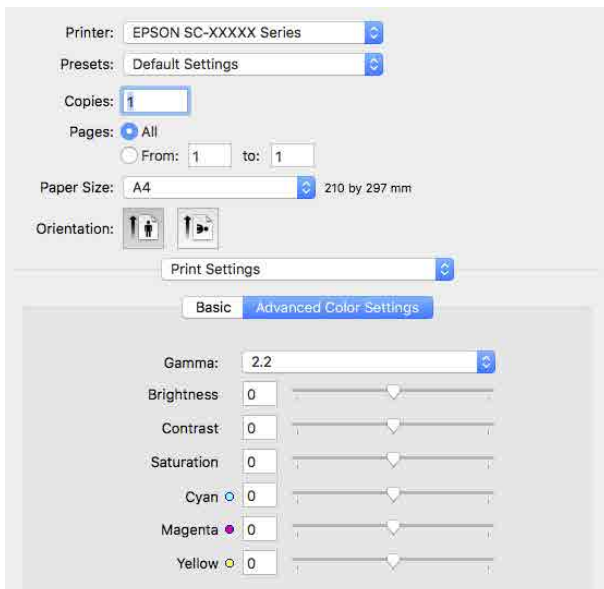 Printer: EPSON SC-XXXXX Series
Presets: Default Settings
Copies: 1
Pages: All
From: 1 to: 1
Paper Size: A4 210 by 297 mm
Orientation:
Print Settings
Basic Advanced Color Settings
Gamma: 2.2
Brightness 0
Contrast 0
Saturation 0
Cyan 0
Magenta 0
Yellow 0